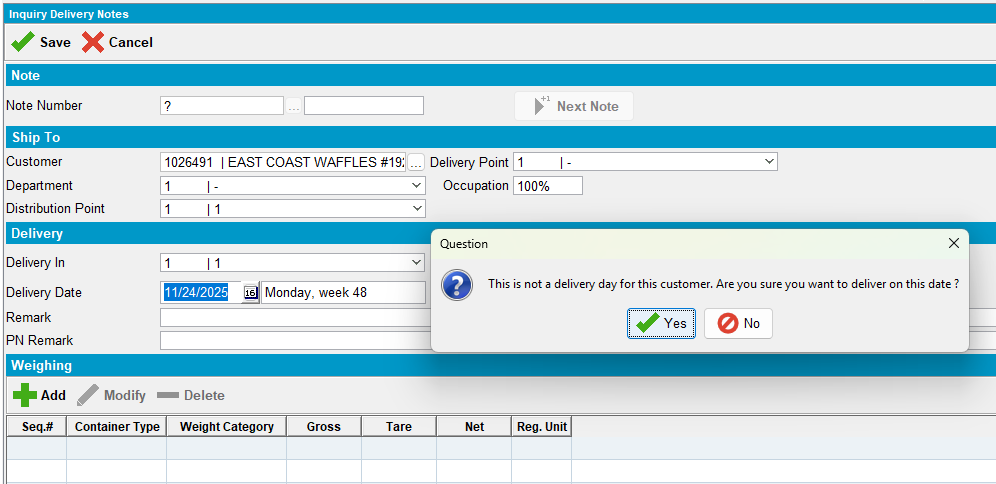 Inquiry Delivery Notes
Save Cancel
Note
Note Number ? ... +1 Next Note
Ship To
Customer 1026491 | EAST COAST WAFFLES #192 ... Delivery Point 1 | -
Department 1 | - Occupation 100%
Distribution Point 1 | 1
Delivery
Question
Delivery In 1 | 1
? This is not a delivery day for this customer. Are you sure you want to deliver on this date ?
Delivery Date 11/24/2025 16 Monday, week 48
Remark
Yes No
PN Remark
Weighing
Add Modify Delete
Seq.# Container Type Weight Category Gross Tare Net Reg. Unit